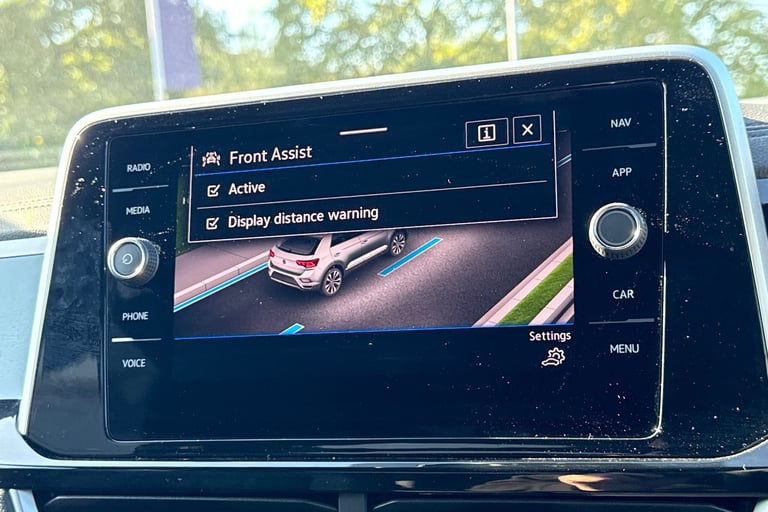 RADIO
MEDIA
PHONE
VOICE
Front Assist
Active
Display distance warning
Settings
NAV
APP
CAR
MENU